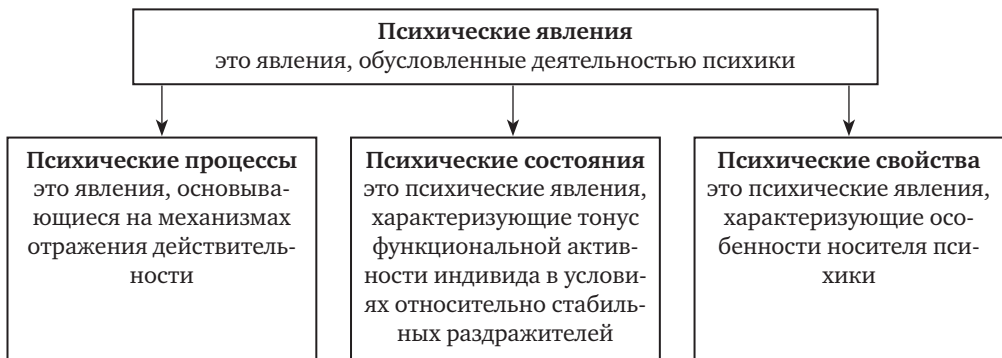 Психические явления
это явления, обусловленные деятельностью психики
Психические процессы
это явления, основыва-
ющиеся на механизмах
отражения действитель-
ности
Психические состояния
это психические явления,
характеризующие тонус
функциональной актив-
ности индивида в услови-
ях относительно стабиль-
ных раздражителей
Психические свойства
это психические явления,
характеризующие осо-
бенности носителя пси-
хики